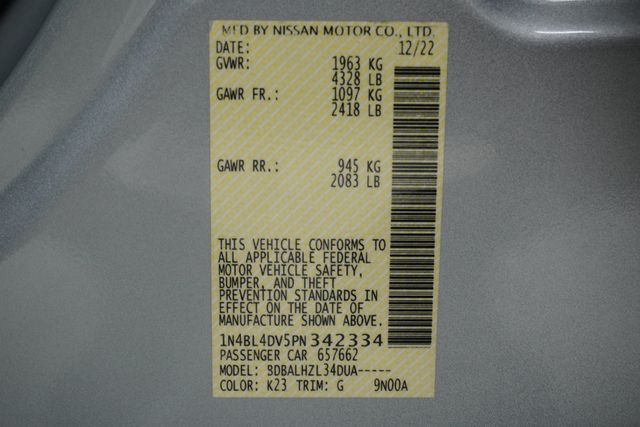 MFD BY NISSAN MOTOR CO., LTD.
DATE: 12/22
GVWR: 1963 KG
4328 LB
GAWR FR.: 1097 KG
2418 LB
GAWR RR.: 945 KG
2083 LB
THIS VEHICLE CONFORMS TO
ALL APPLICABLE FEDERAL
MOTOR VEHICLE SAFETY,
BUMPER, AND THEFT
PREVENTION STANDARDS IN
EFFECT ON THE DATE OF
MANUFACTURE SHOWN ABOVE.
1N4BL4DV5PN342334
PASSENGER CAR 657662
MODEL: BDBALHZL34DUA-----
COLOR: K23 TRIM: G 9N00A